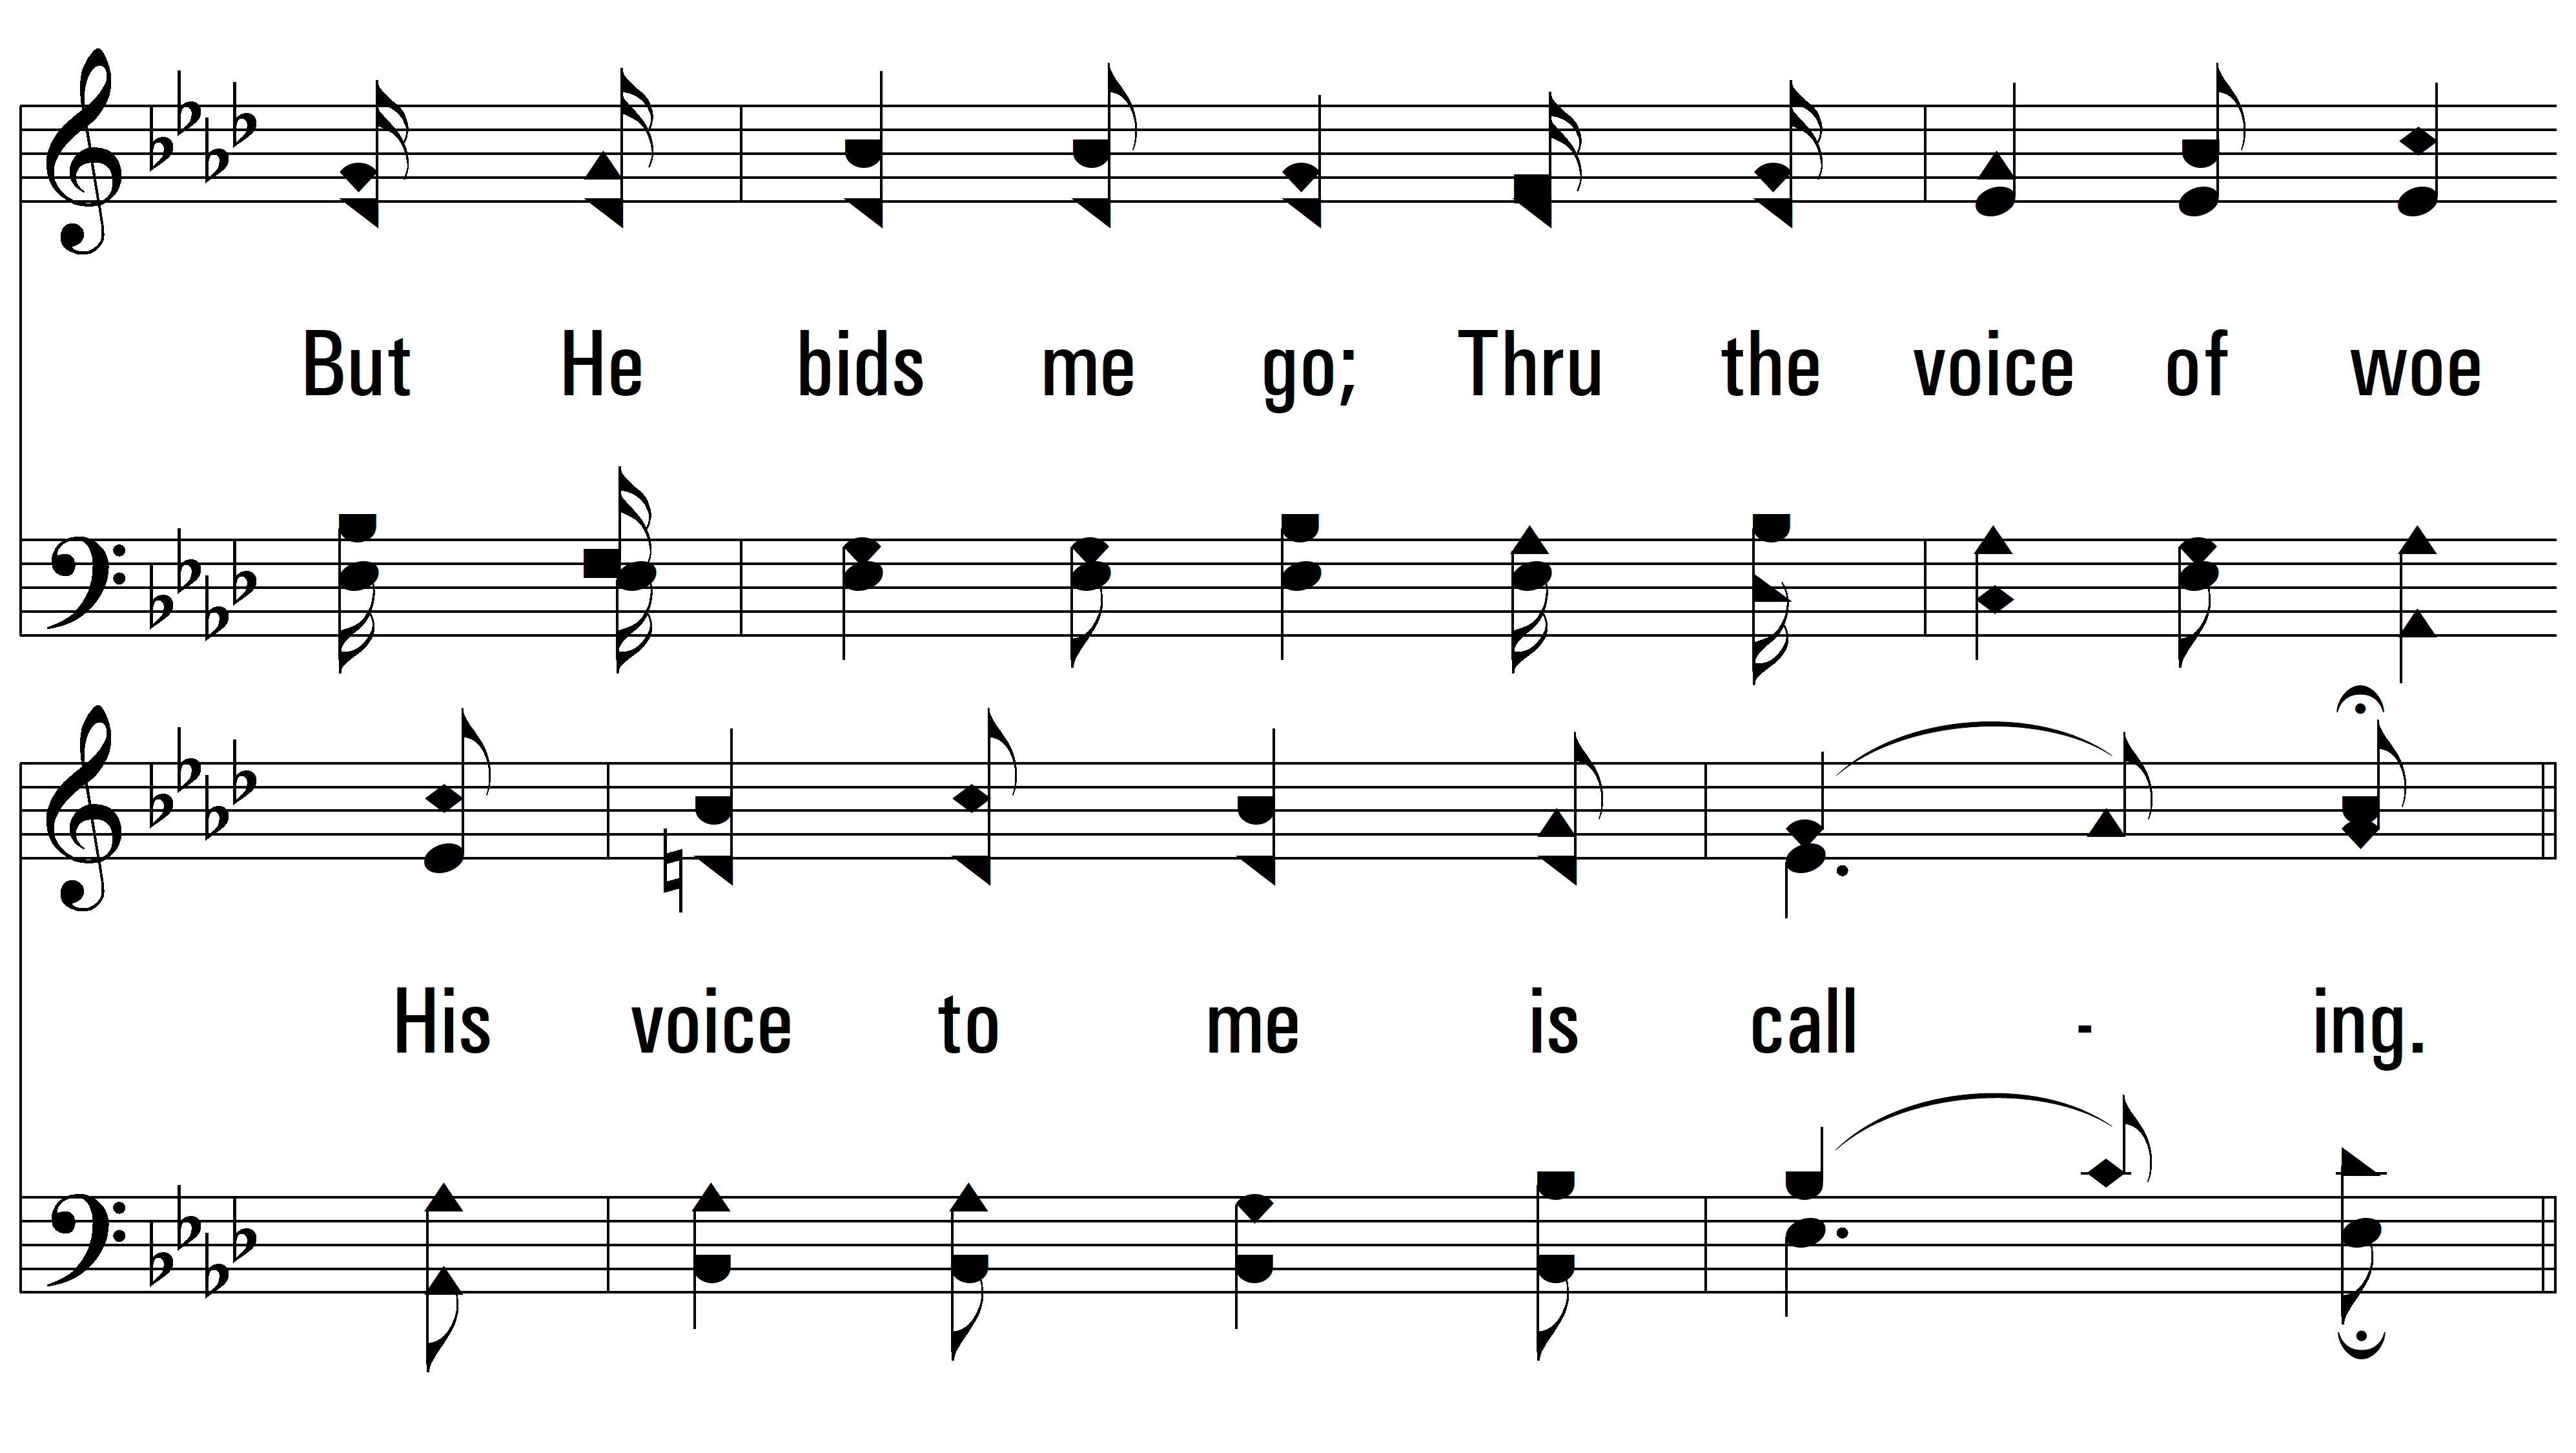 But He bids me go; Thru the voice of woe
His voice to me is call - ing.